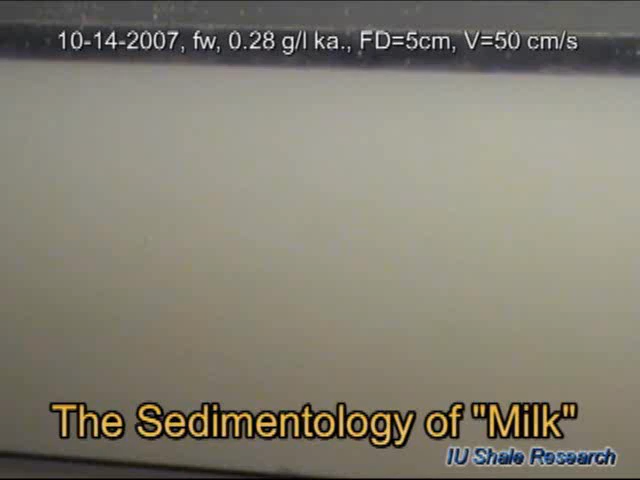 10-14-2007, fw, 0.28 g/l ka., FD=5cm, V=50 cm/s
The Sedimentology of "Milk"
IU Shale Research